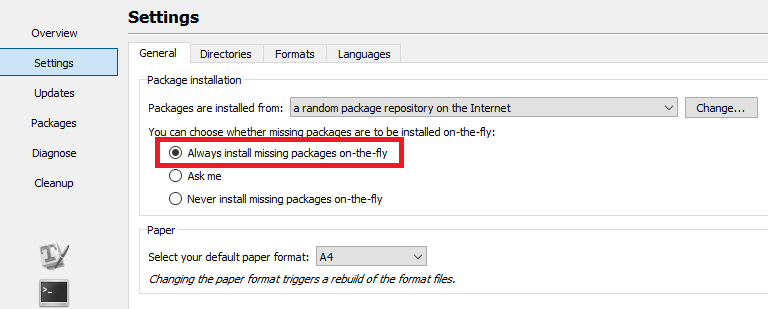 Settings
Overview
Settings
Updates
Packages
Diagnose
Cleanup
General Directories Formats Languages
Package installation
Packages are installed from: a random package repository on the Internet Change...
You can choose whether missing packages are to be installed on-the-fly:
Always install missing packages on-the-fly
Ask me
Never install missing packages on-the-fly
Paper
Select your default paper format: A4
Changing the paper format triggers a rebuild of the format files.
>_